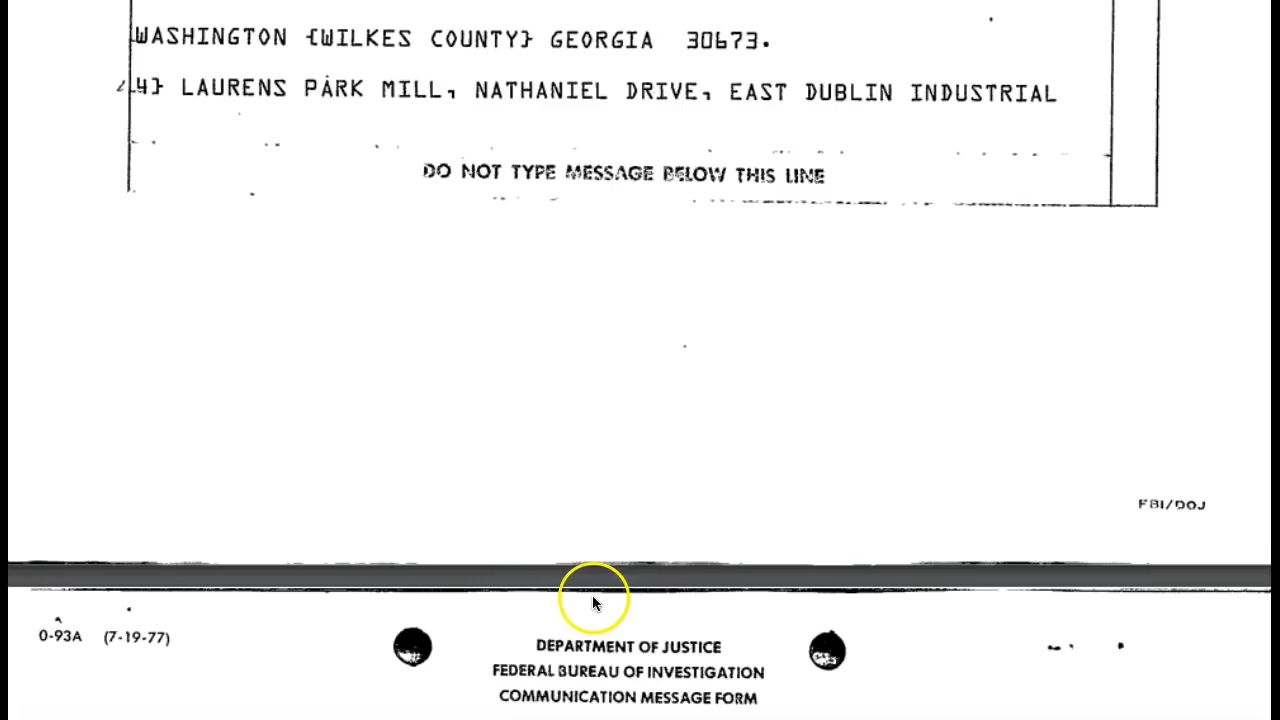 WASHINGTON {WILKES COUNTY} GEORGIA 30673.
4} LAURENS PARK MILL, NATHANIEL DRIVE, EAST DUBLIN INDUSTRIAL
DO NOT TYPE MESSAGE BELOW THIS LINE
FBI/DOJ
0-93A (7-19-77)
DEPARTMENT OF JUSTICE
FEDERAL BUREAU OF INVESTIGATION
COMMUNICATION MESSAGE FORM